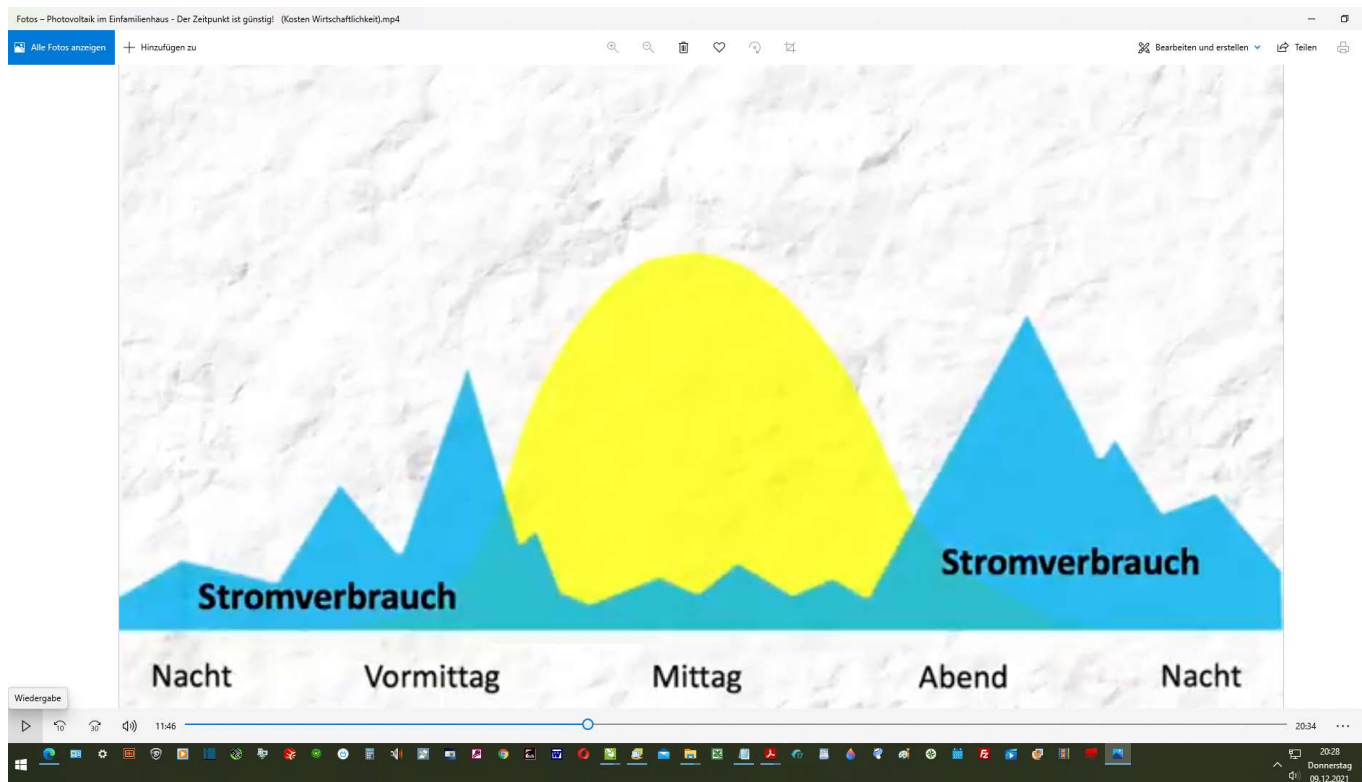 Fotos – Photovoltaik im Einfamilienhaus - Der Zeitpunkt ist günstig! (Kosten Wirtschaftlichkeit).mp4
Alle Fotos anzeigen
Hinzufügen zu
Bearbeiten und erstellen
Teilen
Stromverbrauch
Stromverbrauch
Nacht Vormittag Mittag Abend Nacht
Wiedergabe
10 30 11:46 20:34
20:28
Donnerstag
09.12.2021